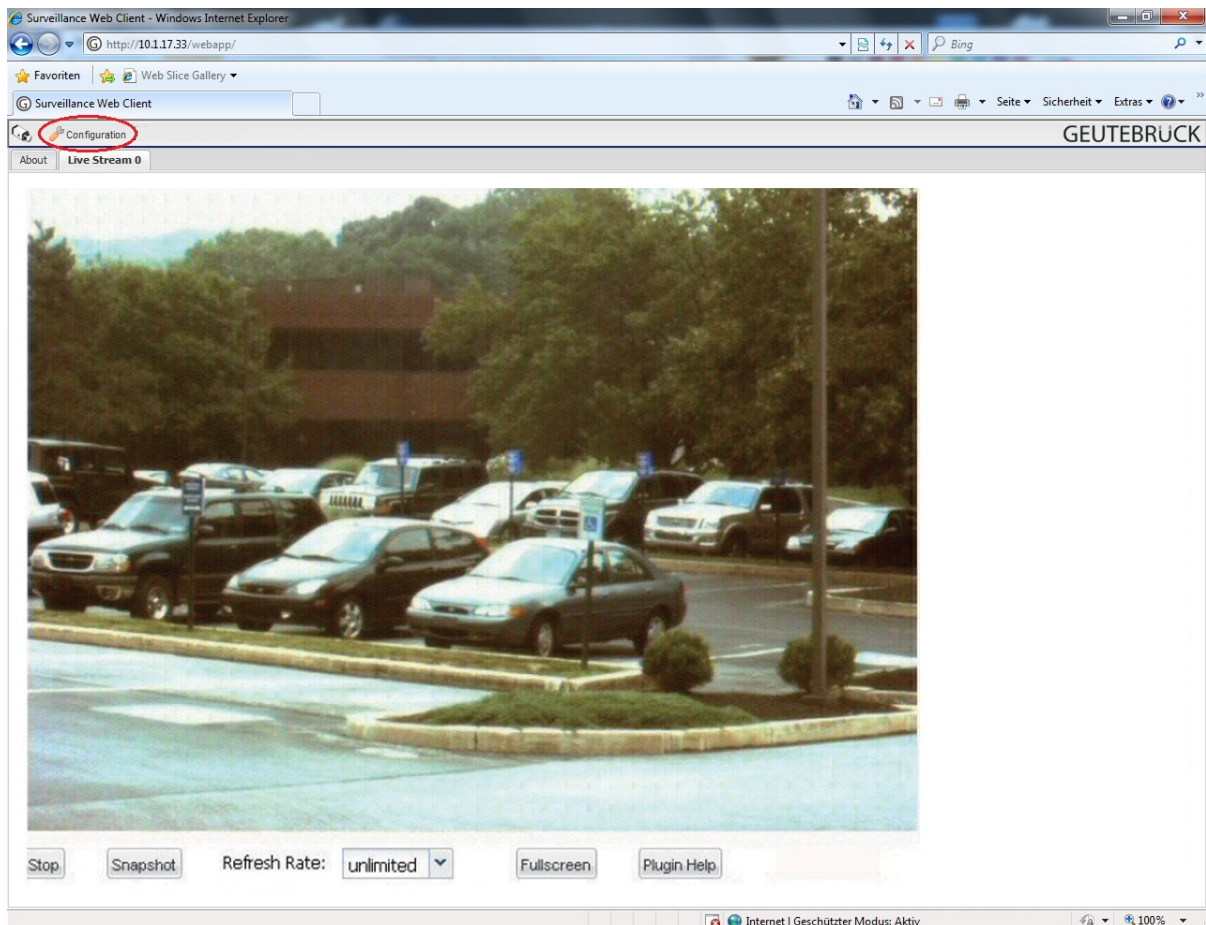 Surveillance Web Client - Windows Internet Explorer
http://10.1.17.33/webapp/
Bing
Favoriten
Web Slice Gallery
Surveillance Web Client
Seite
Sicherheit
Extras
Configuration
GEUTEBRÜCK
About
Live Stream 0
Stop
Snapshot
Refresh Rate:
unlimited
Fullscreen
Plugin Help
Internet | Geschützter Modus: Aktiv
100%